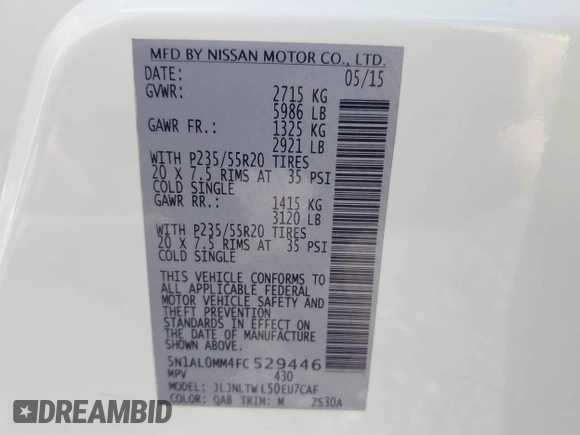 MFD BY NISSAN MOTOR CO., LTD.
DATE: 05/15
GVWR: 2715 KG
5986 LB
GAWR FR.: 1325 KG
2921 LB
WITH P235/55R20 TIRES
20 X 7.5 RIMS AT 35 PSI
COLD SINGLE
GAWR RR.: 1415 KG
3120 LB
WITH P235/55R20 TIRES
20 X 7.5 RIMS AT 35 PSI
COLD SINGLE
THIS VEHICLE CONFORMS TO
ALL APPLICABLE FEDERAL
MOTOR VEHICLE SAFETY AND
THEFT PREVENTION
STANDARDS IN EFFECT ON
THE DATE OF MANUFACTURE
SHOWN ABOVE.
5N1AL0MM4FC529446
MPV 430
MODEL: JLJNLTWL50EU7CAF
COLOR: QAB TRIM: M ZS30A